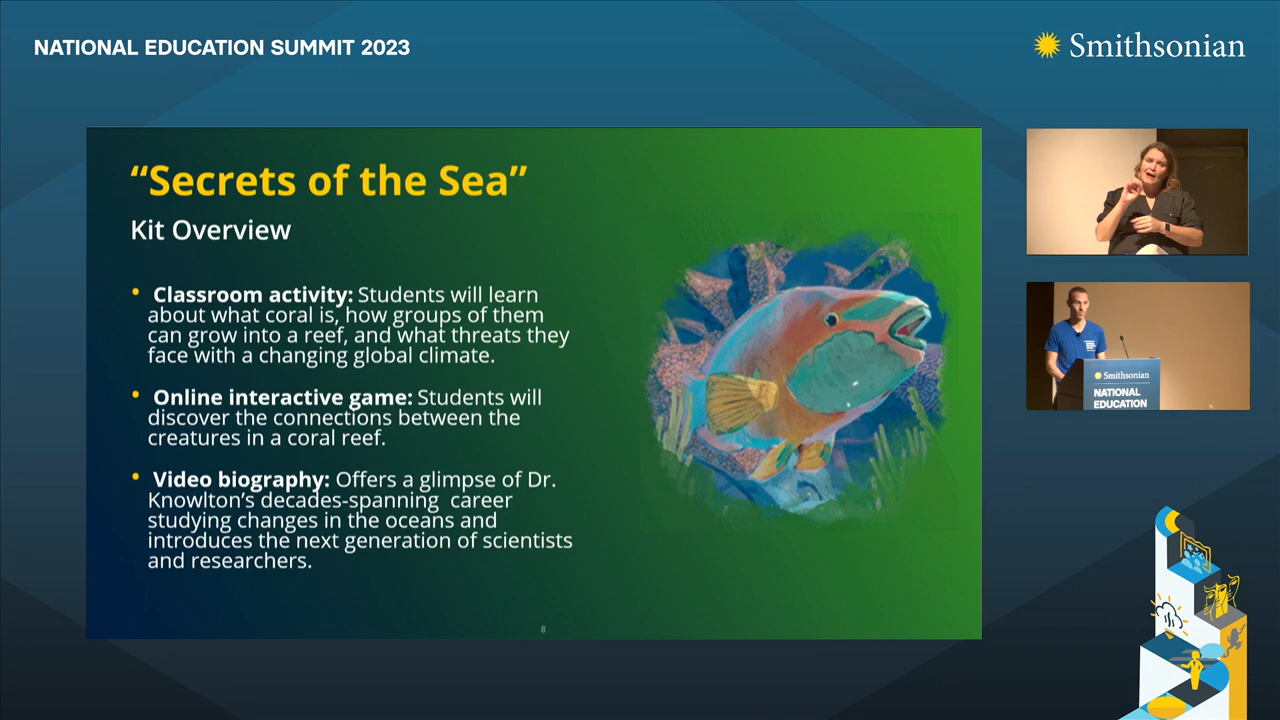 NATIONAL EDUCATION SUMMIT 2023
Smithsonian
“Secrets of the Sea”
Kit Overview
• Classroom activity: Students will learn
about what coral is, how groups of them
can grow into a reef, and what threats they
face with a changing global climate.
• Online interactive game: Students will
discover the connections between the
creatures in a coral reef.
• Video biography: Offers a glimpse of Dr.
Knowlton’s decades-spanning career
studying changes in the oceans and
introduces the next generation of scientists
and researchers.
8
Smithsonian
NATIONAL
EDUCATION